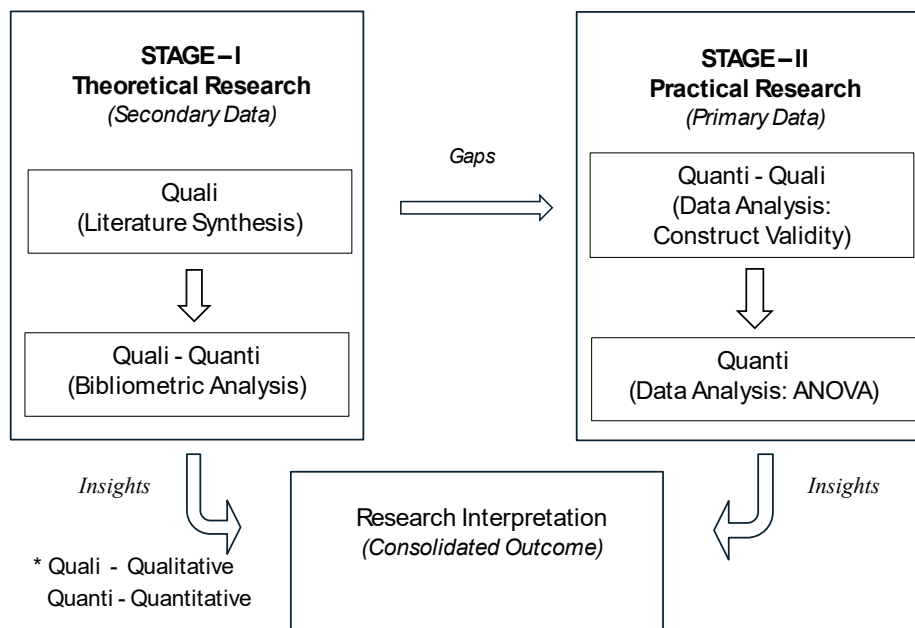 STAGE – I
Theoretical Research
(Secondary Data)
Quali
(Literature Synthesis)
Quali - Quanti
(Bibliometric Analysis)
Gaps
STAGE – II
Practical Research
(Primary Data)
Quanti - Quali
(Data Analysis:
Construct Validity)
Quanti
(Data Analysis: ANOVA)
Insights
Research Interpretation
(Consolidated Outcome)
Insights
* Quali - Qualitative
Quanti - Quantitative